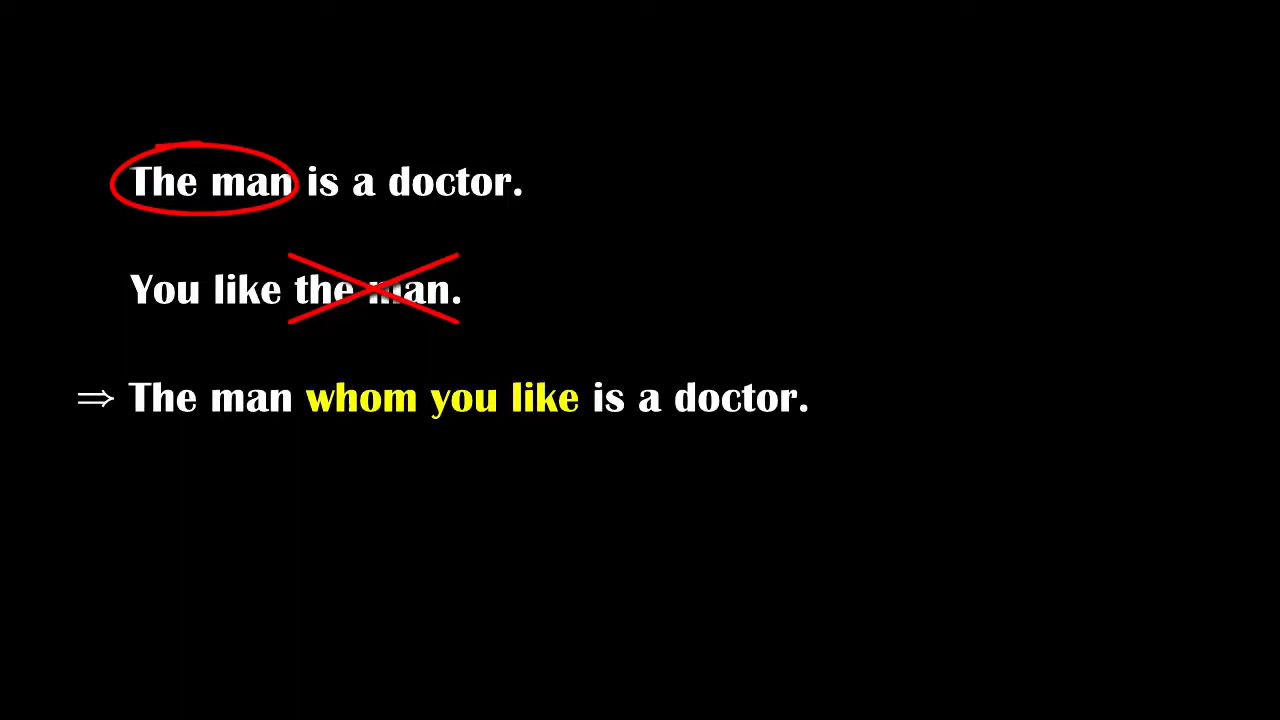 The man is a doctor.
You like the man.
⇒ The man whom you like is a doctor.